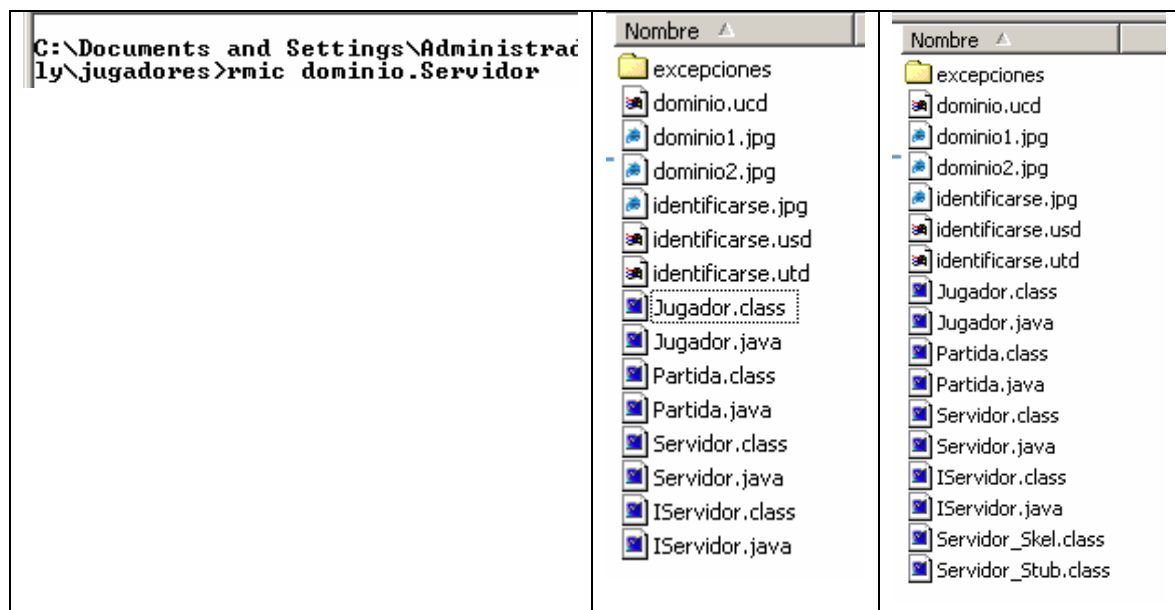 C:\Documents and Settings\Administrad
ly\jugadores>rmic dominio.Servidor
Nombre
excepciones
dominio.ucd
dominio1.jpg
dominio2.jpg
identificarse.jpg
identificarse.usd
identificarse.utd
Jugador.class
Jugador.java
Partida.class
Partida.java
Servidor.class
Servidor.java
IServidor.class
IServidor.java
Nombre
excepciones
dominio.ucd
dominio1.jpg
dominio2.jpg
identificarse.jpg
identificarse.usd
identificarse.utd
Jugador.class
Jugador.java
Partida.class
Partida.java
Servidor.class
Servidor.java
IServidor.class
IServidor.java
Servidor_Skel.class
Servidor_Stub.class